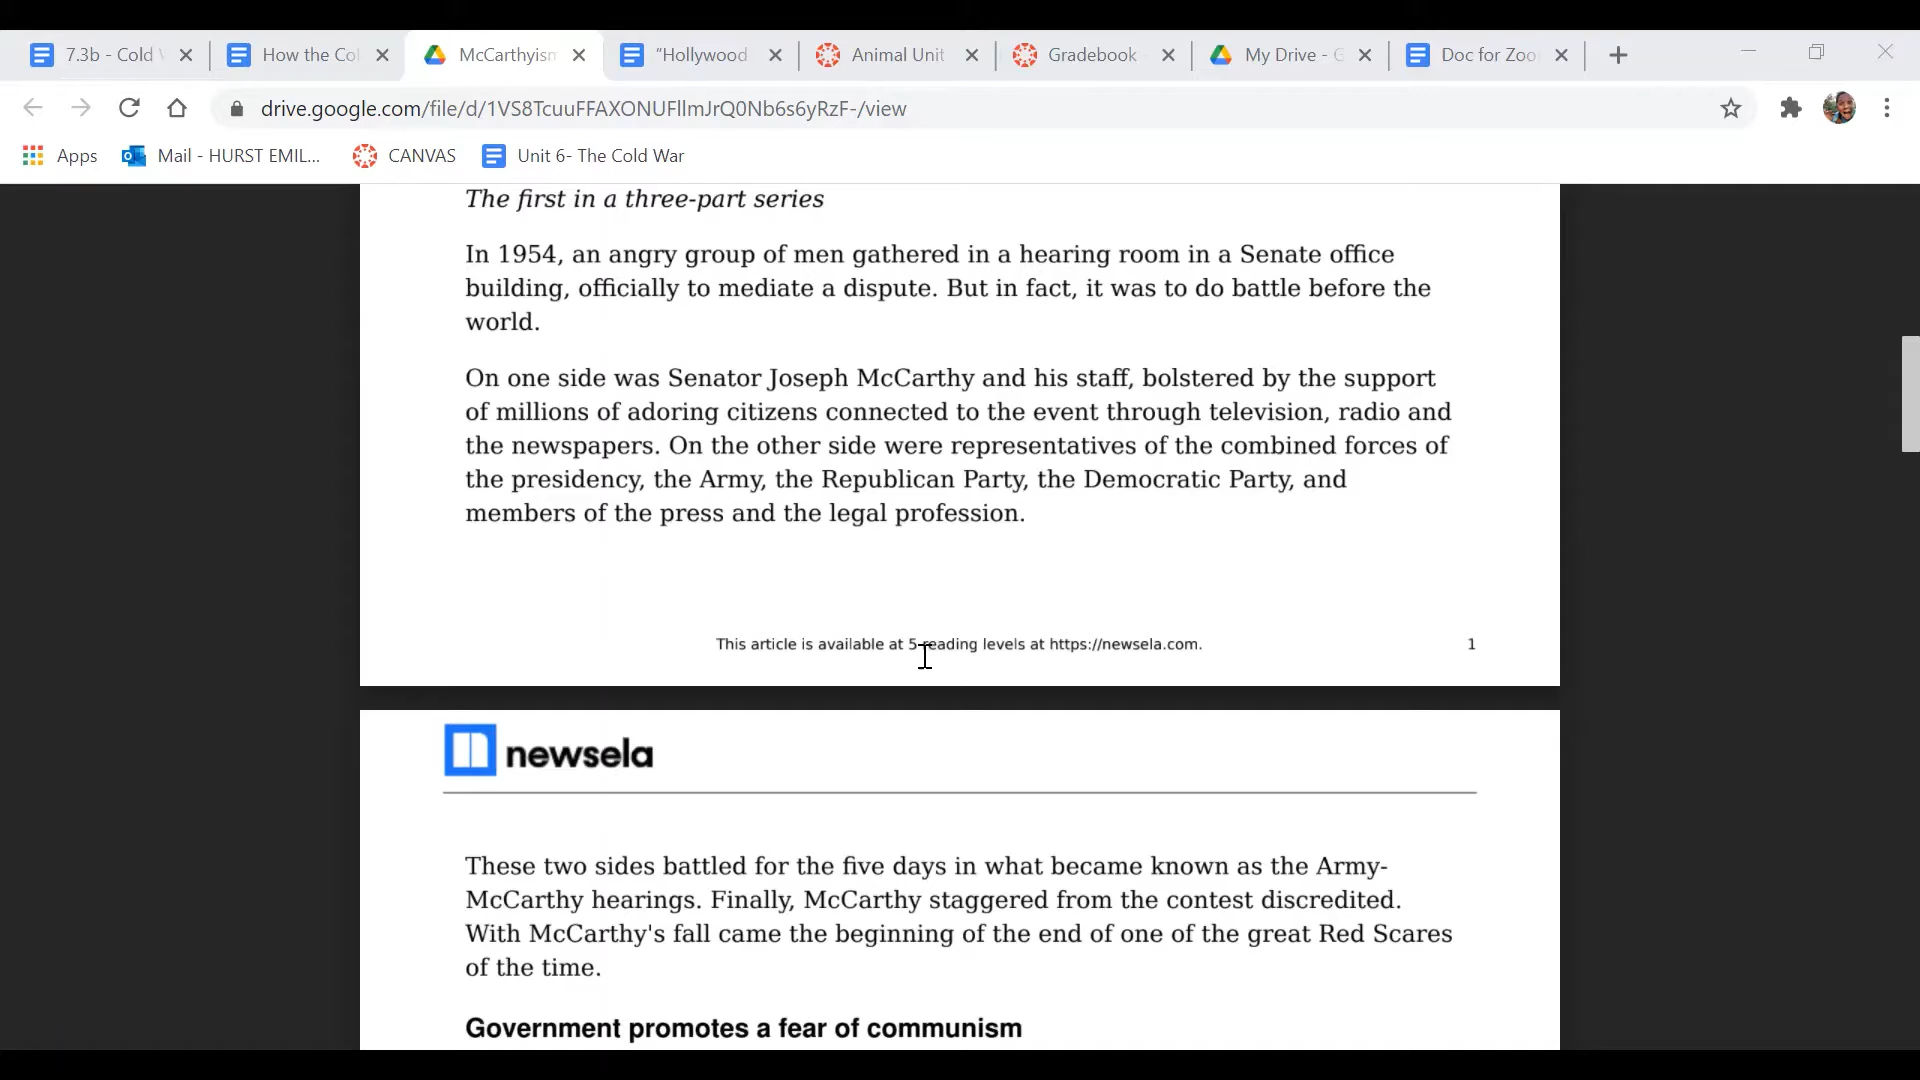 7.3b - Cold
How the Col
McCarthyism
"Hollywood
Animal Unit
Gradebook
My Drive - G
Doc for Zoo
drive.google.com/file/d/1VS8TcuuFFAXONUFllmJrQ0Nb6s6yRzF-/view
Apps
Mail - HURST EMIL...
CANVAS
Unit 6- The Cold War
The first in a three-part series
In 1954, an angry group of men gathered in a hearing room in a Senate office
building, officially to mediate a dispute. But in fact, it was to do battle before the
world.
On one side was Senator Joseph McCarthy and his staff, bolstered by the support
of millions of adoring citizens connected to the event through television, radio and
the newspapers. On the other side were representatives of the combined forces of
the presidency, the Army, the Republican Party, the Democratic Party, and
members of the press and the legal profession.
This article is available at 5 reading levels at https://newsela.com.
1
newsela
These two sides battled for the five days in what became known as the Army-
McCarthy hearings. Finally, McCarthy staggered from the contest discredited.
With McCarthy's fall came the beginning of the end of one of the great Red Scares
of the time.
Government promotes a fear of communism